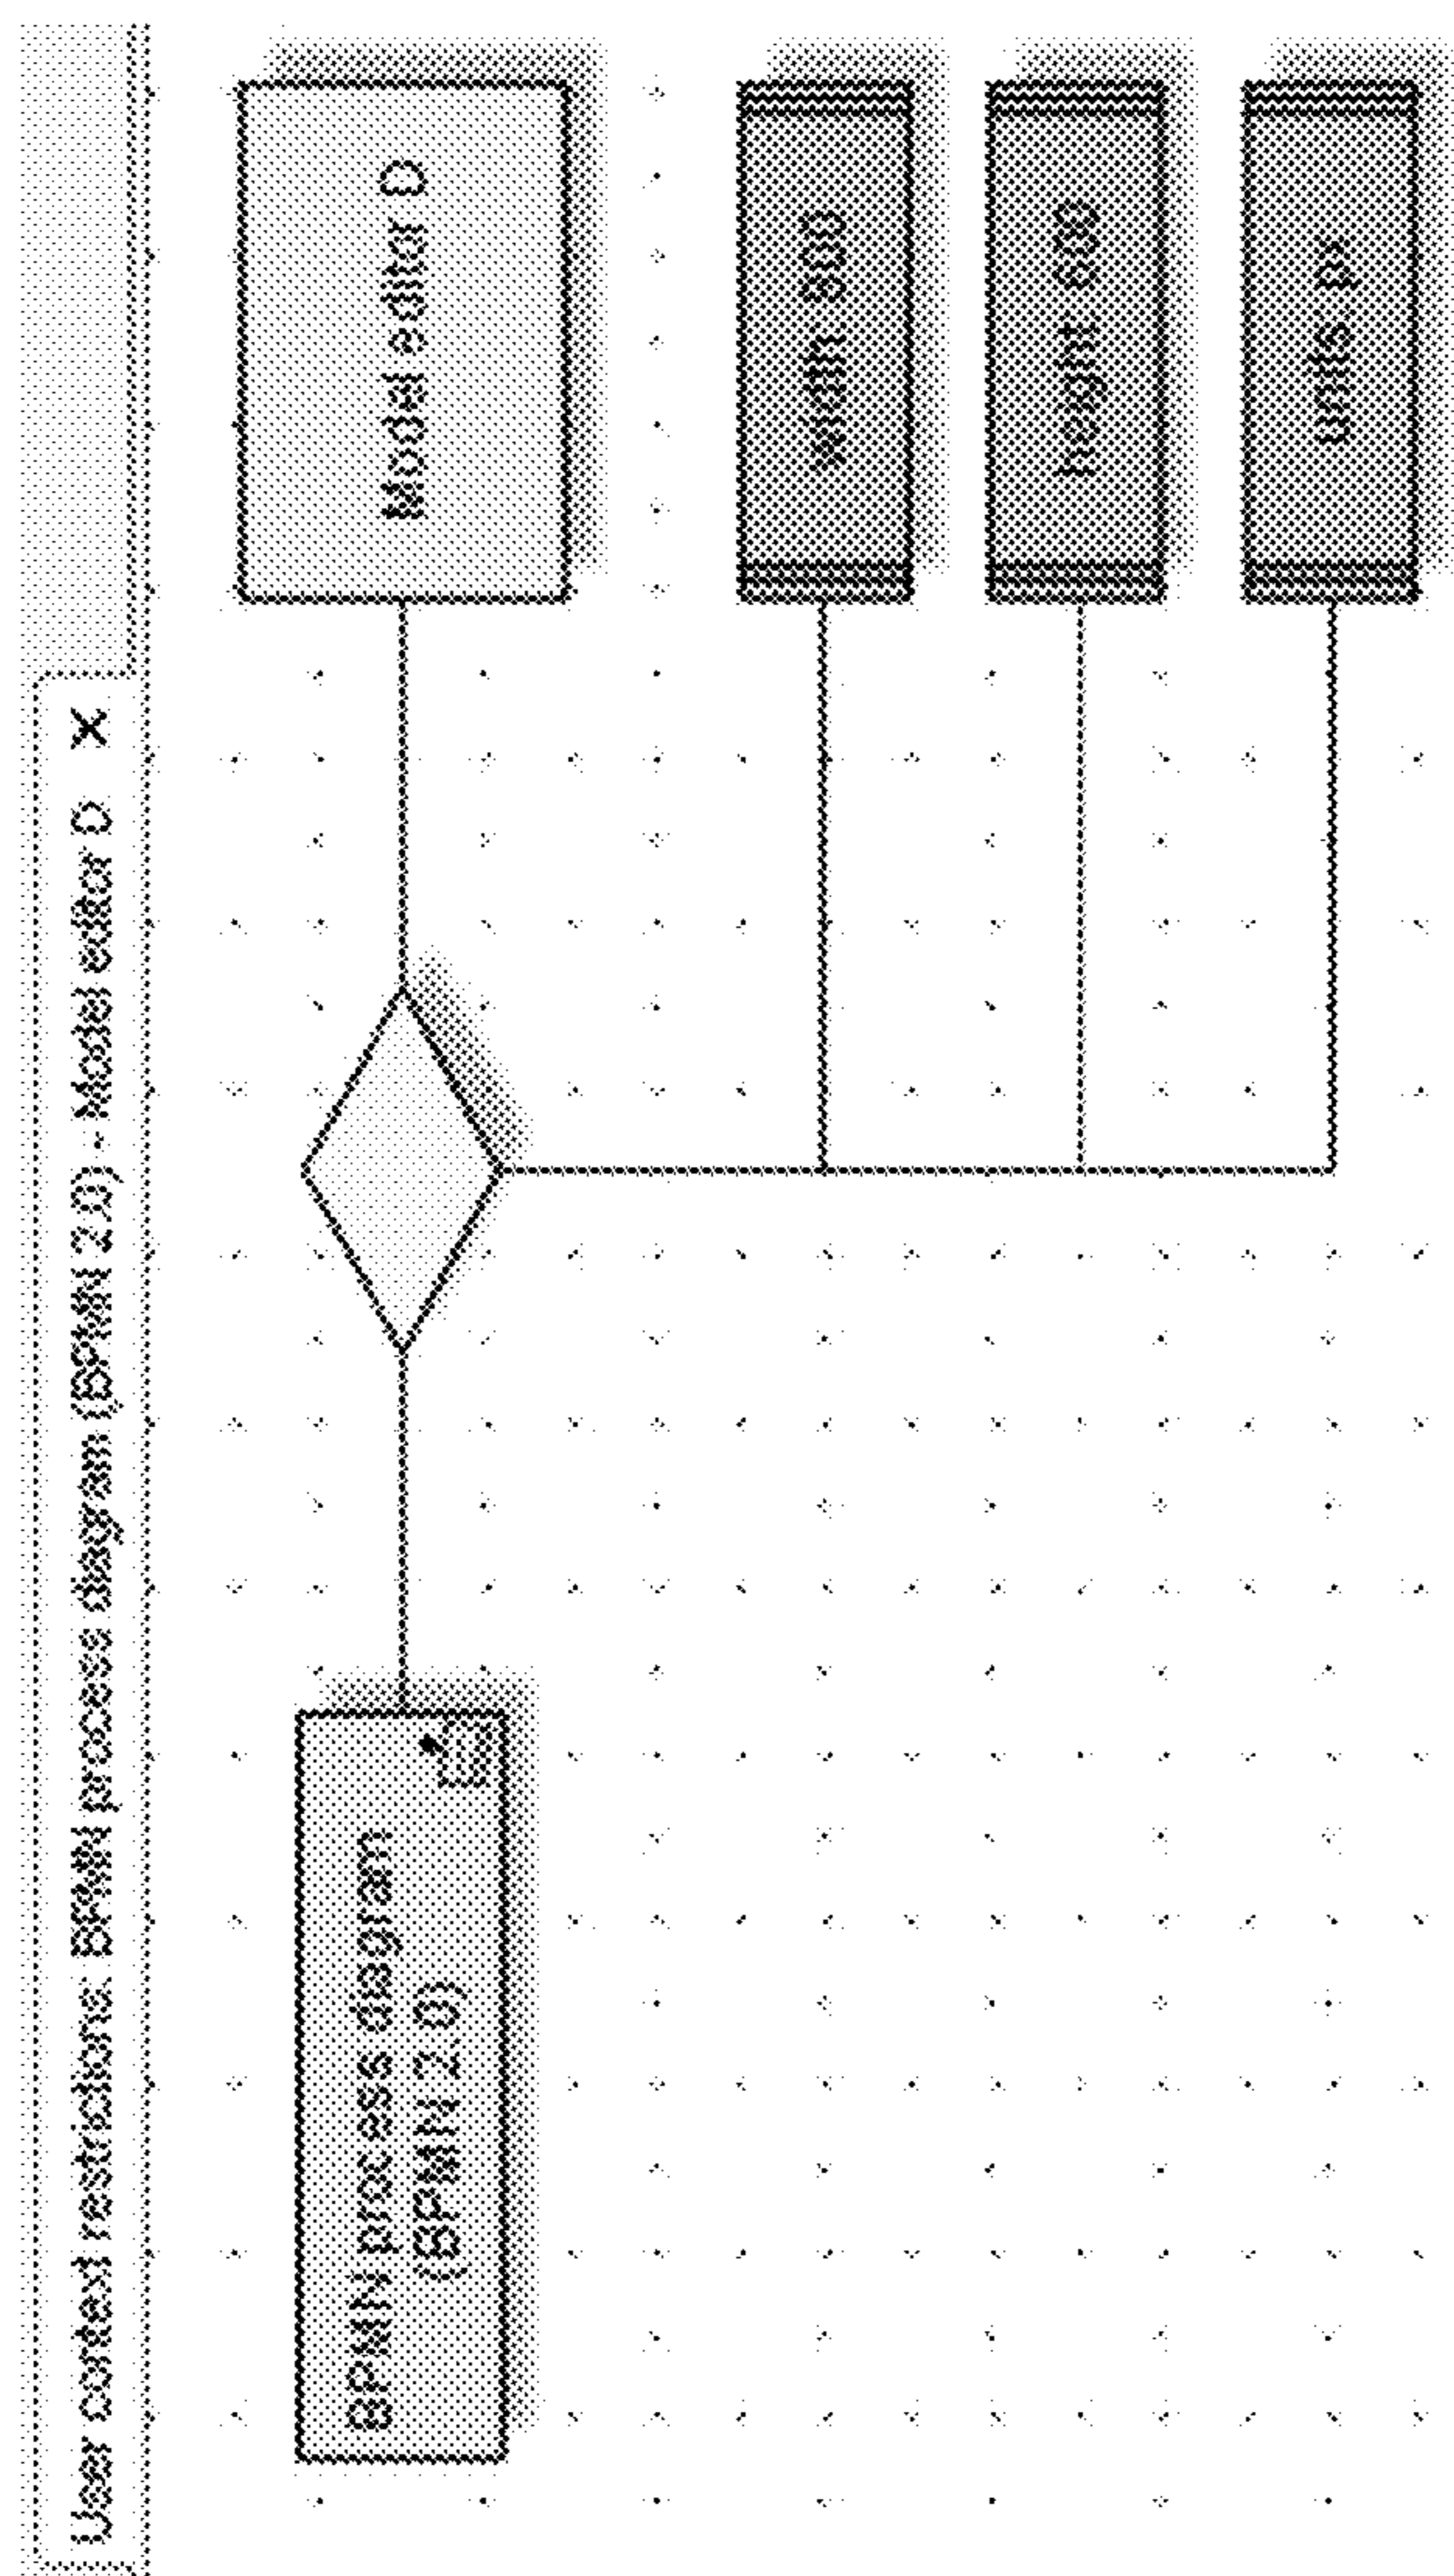 User context restrictions: BPMN process diagram (BPMN 2.0) - Model editor D X
BPMN process diagram
(BPMN 2.0)
Model editor D
width: 900
height: 600
units: px